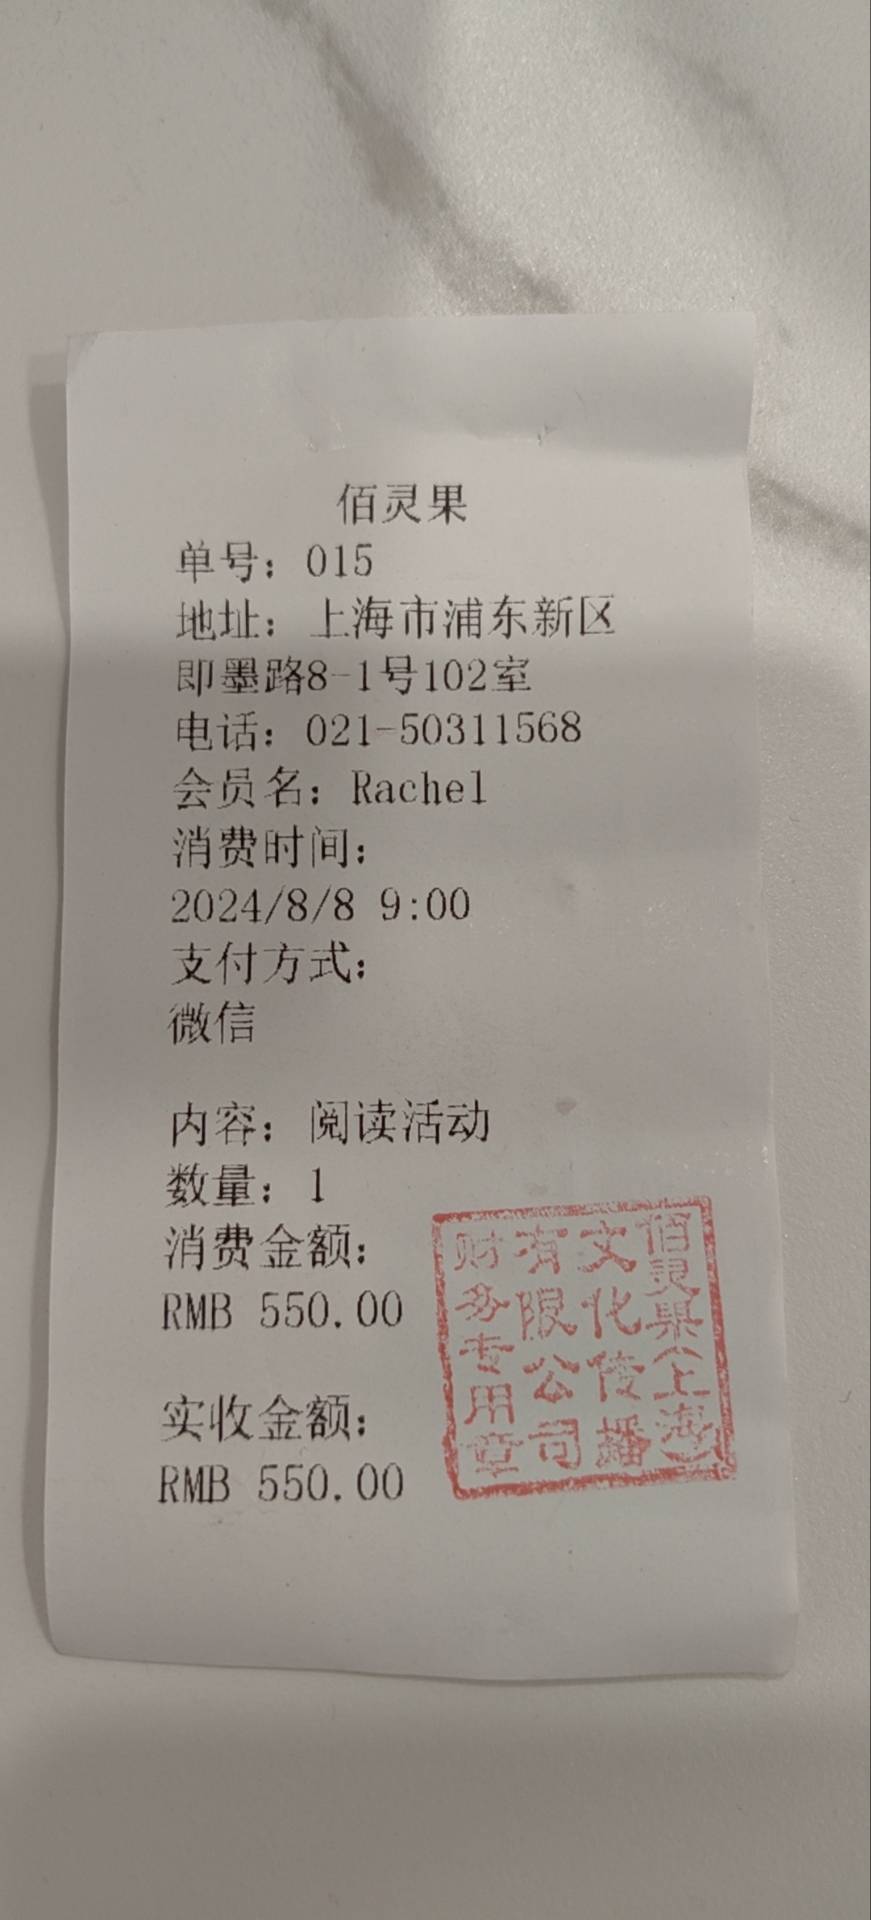 佰灵果
单号：015
地址：上海市浦东新区
即墨路8-1号102室
电话：021-50311568
会员名：Rachel
消费时间：
2024/8/8 9:00
支付方式：
微信
内容：阅读活动
数量：1
消费金额：
RMB 550.00
实收金额：
RMB 550.00
佰灵果（上海）
文化传播
有限公司
财务专用章